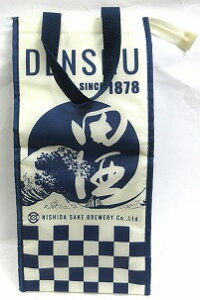 DENSHU
SINCE 1878
田酒
NISHIDA SAKE BREWERY Co.,Ltd